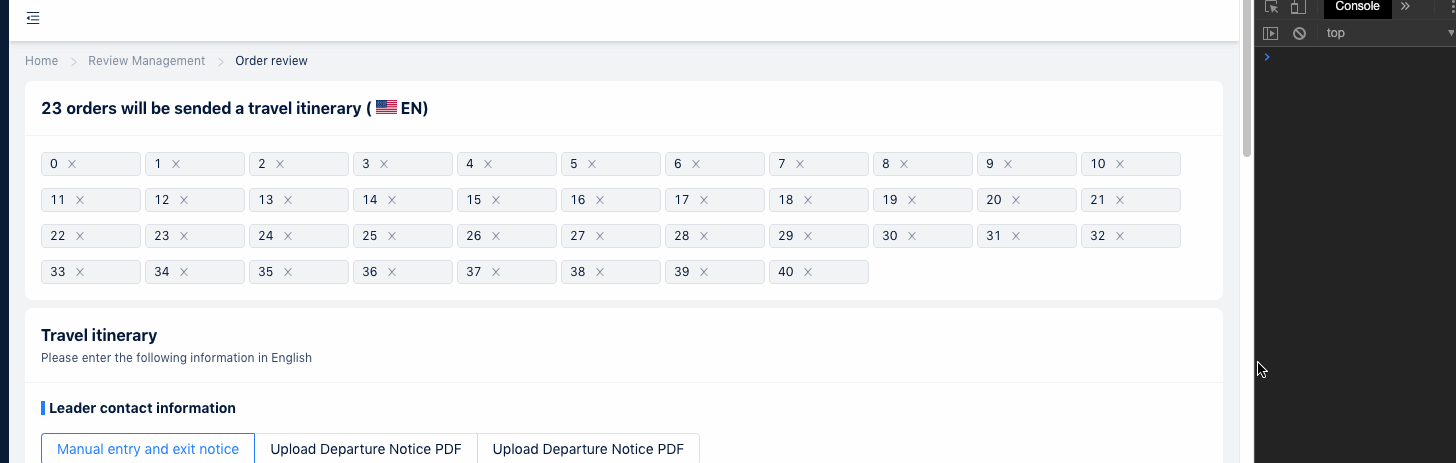 Console
top
Home Review Management Order review
23 orders will be sended a travel itinerary ( EN)
0 1 2 3 4 5 6 7 8 9 10
11 12 13 14 15 16 17 18 19 20 21
22 23 24 25 26 27 28 29 30 31 32
33 34 35 36 37 38 39 40
Travel itinerary
Please enter the following information in English
Leader contact information
Manual entry and exit notice Upload Departure Notice PDF Upload Departure Notice PDF